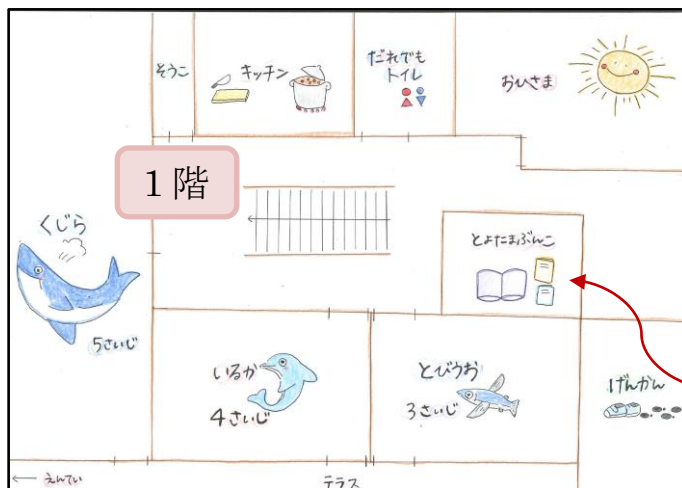 そうこ
キッチン
だれでも
トイレ
おひさま
1階
くじら
5さいじ
とよたまぶんこ
いるか
4さいじ
とびうお
3さいじ
げんかん
← えんてい
テラス